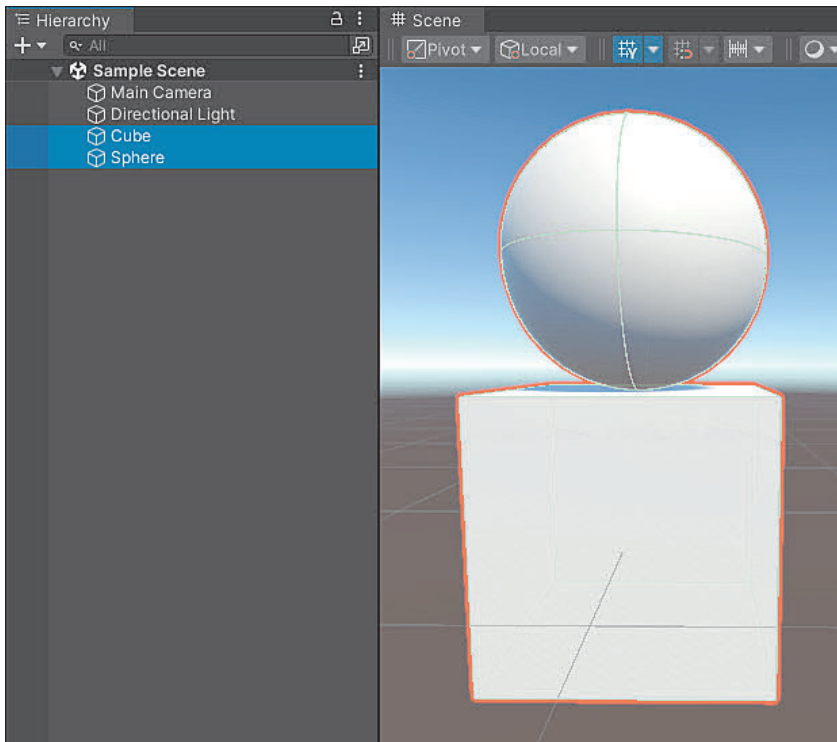 Hierarchy
All
Sample Scene
Main Camera
Directional Light
Cube
Sphere
Scene
Pivot
Local
Y